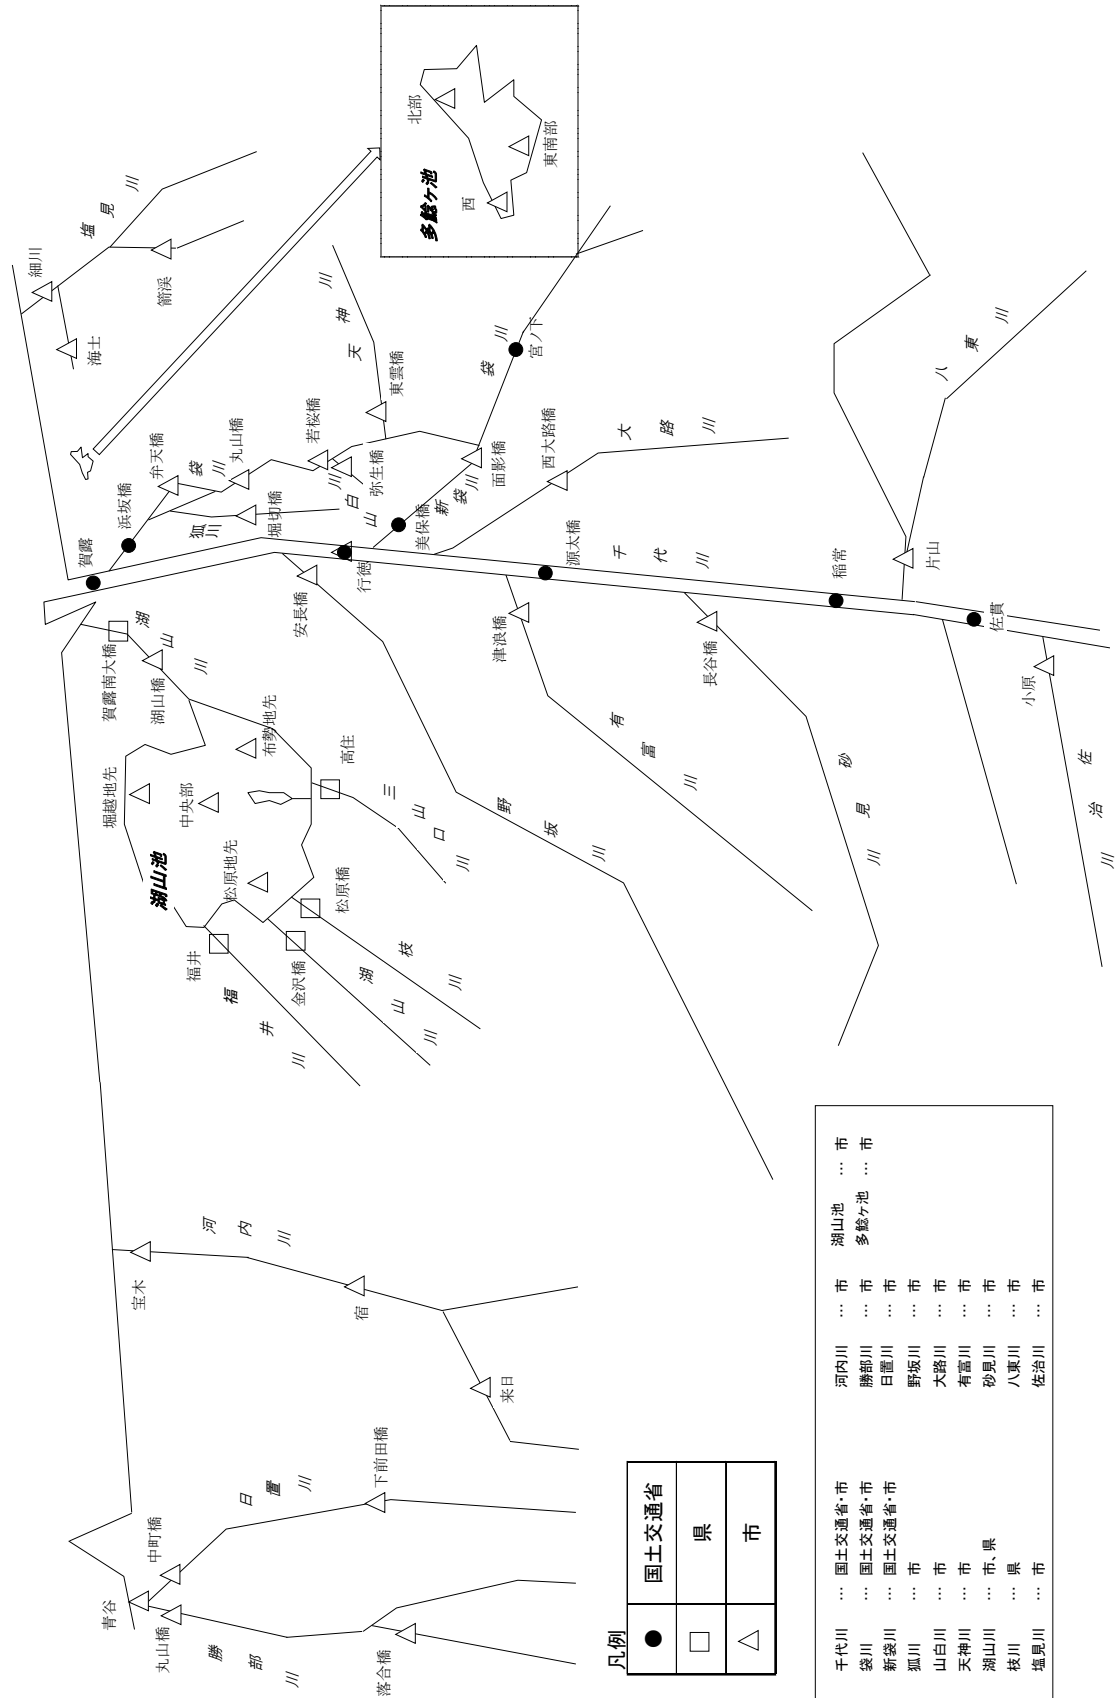 細川
塩見川
海士
箭渓
北部
東南部
西
多鯰ヶ池
賀露
浜坂橋
弁天橋
袋川
丸山橋
若桜橋
弥生橋
天神川
東雲橋
狐川
堀切橋
山白川
美保橋
新袋川
面影橋
袋川
宮ノ下
西大路橋
大路川
行徳
安長橋
源太橋
千代川
津浪橋
有富川
長谷橋
砂見川
稲常
片山
八東川
佐貫
小原
佐治川
野坂川
賀露南大橋
湖山川
湖山橋
布勢地先
堀越地先
中央部
高住
三山口川
湖山池
松原地先
松原橋
枝川
福井
福井川
金沢橋
湖山川
宝木
河内川
宿
来日
青谷
中町橋
丸山橋
日置川
下前田橋
勝部川
落合橋
凡例
● 国土交通省
□ 県
△ 市
千代川 … 国土交通省・市
袋川 … 国土交通省・市
新袋川 … 国土交通省・市
狐川 … 市
山白川 … 市
天神川 … 市
湖山川 … 市、県
枝川 … 県
塩見川 … 市
河内川 … 市
勝部川 … 市
日置川 … 市
野坂川 … 市
大路川 … 市
有富川 … 市
砂見川 … 市
八東川 … 市
佐治川 … 市
湖山池 … 市
多鯰ヶ池 … 市